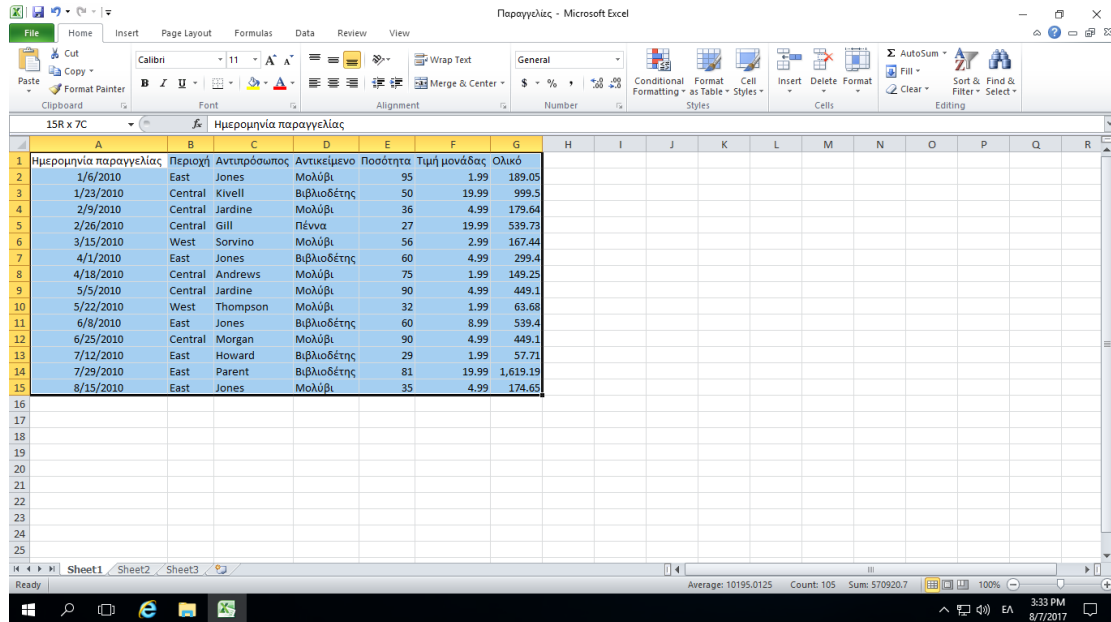 Παραγγελίες - Microsoft Excel
File Home Insert Page Layout Formulas Data Review View
Paste
Cut
Copy
Format Painter
Clipboard
Calibri 11
B I U A
Font
Wrap Text
Merge & Center
Alignment
General
$ % , .0 .00 .00 .0
Number
Conditional Formatting
Format as Table
Cell Styles
Styles
Insert Delete Format
Cells
Σ AutoSum
Fill
Clear
Sort & Filter
Find & Select
Editing
15R x 7C fx Ημερομηνία παραγγελίας
A B C D E F G H I J K L M N O P Q R
1 Ημερομηνία παραγγελίας Περιοχή Αντιπρόσωπος Αντικείμενο Ποσότητα Τιμή μονάδας Ολικό
2 1/6/2010 East Jones Μολύβι 95 1.99 189.05
3 1/23/2010 Central Kivell Βιβλιοδέτης 50 19.99 999.5
4 2/9/2010 Central Jardine Μολύβι 36 4.99 179.64
5 2/26/2010 Central Gill Πέννα 27 19.99 539.73
6 3/15/2010 West Sorvino Μολύβι 56 2.99 167.44
7 4/1/2010 East Jones Βιβλιοδέτης 60 4.99 299.4
8 4/18/2010 Central Andrews Μολύβι 75 1.99 149.25
9 5/5/2010 Central Jardine Μολύβι 90 4.99 449.1
10 5/22/2010 West Thompson Μολύβι 32 1.99 63.68
11 6/8/2010 East Jones Βιβλιοδέτης 60 8.99 539.4
12 6/25/2010 Central Morgan Μολύβι 90 4.99 449.1
13 7/12/2010 East Howard Βιβλιοδέτης 29 1.99 57.71
14 7/29/2010 East Parent Βιβλιοδέτης 81 19.99 1,619.19
15 8/15/2010 East Jones Μολύβι 35 4.99 174.65
16
17
18
19
20
21
22
23
24
25
Sheet1 Sheet2 Sheet3
Ready Average: 10195.0125 Count: 105 Sum: 570920.7 100%
ΕΛ 3:33 PM
8/7/2017